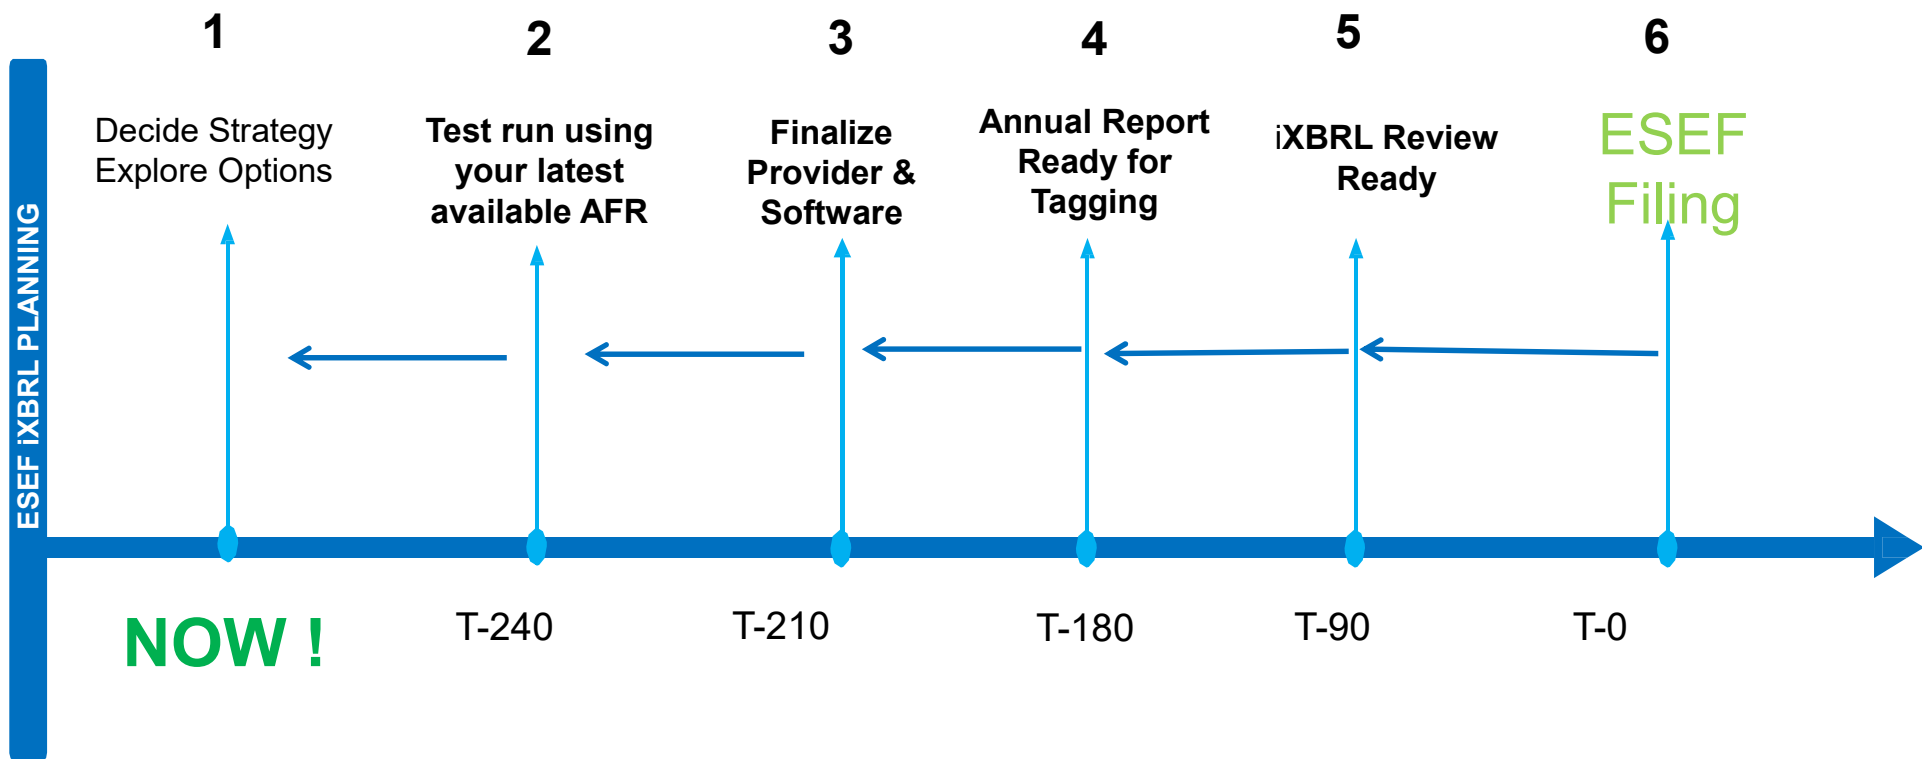 1
2
3
4
5
6
ESEF iXBRL PLANNING
Decide Strategy
Explore Options
Test run using
your latest
available AFR
Finalize
Provider &
Software
Annual Report
Ready for
Tagging
iXBRL Review
Ready
ESEF
Filing
NOW !
T-240
T-210
T-180
T-90
T-0